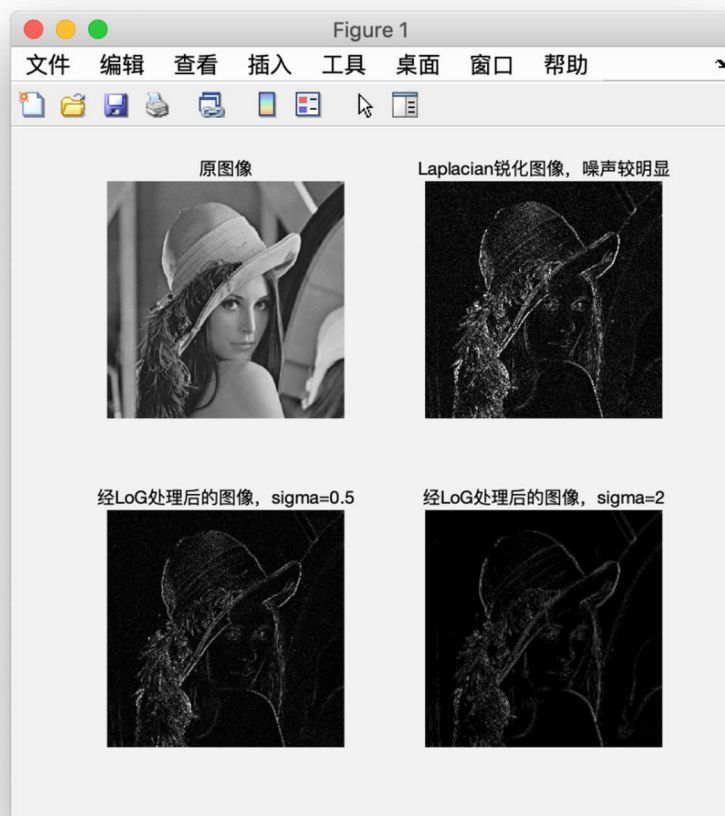 Figure 1
文件 编辑 查看 插入 工具 桌面 窗口 帮助
原图像
Laplacian锐化图像，噪声较明显
经LoG处理后的图像，sigma=0.5
经LoG处理后的图像，sigma=2